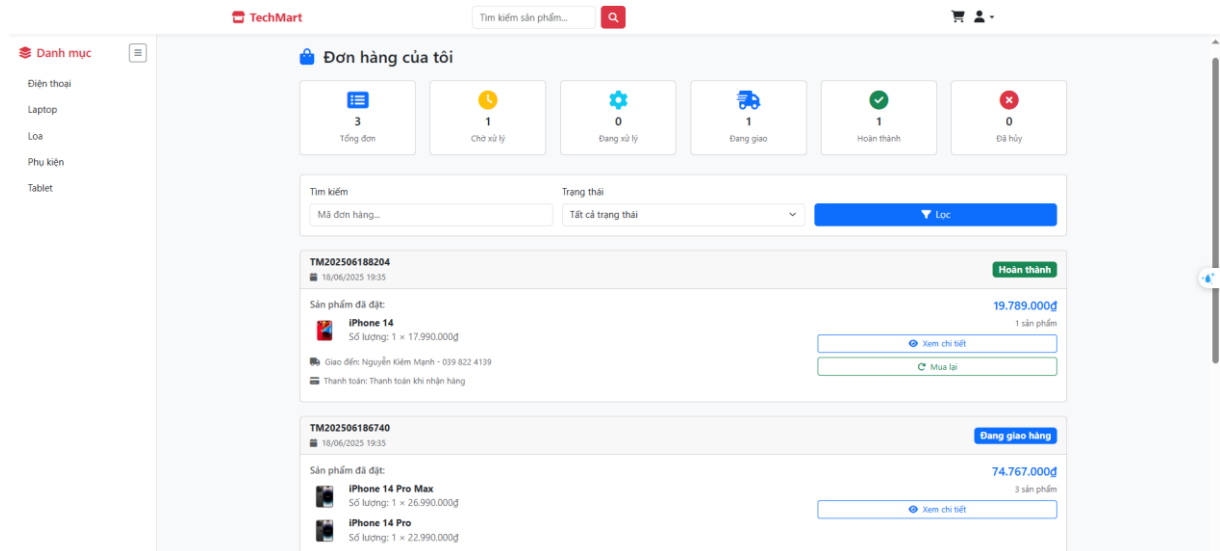 TechMart
Tìm kiếm sản phẩm...
Danh mục
Điện thoại
Laptop
Loa
Phụ kiện
Tablet
Đơn hàng của tôi
3
Tổng đơn
1
Chờ xử lý
0
Đang xử lý
1
Đang giao
1
Hoàn thành
0
Đã hủy
Tìm kiếm
Mã đơn hàng...
Trạng thái
Tất cả trạng thái
Lọc
TM202506188204
18/06/2025 19:35
Hoàn thành
Sản phẩm đã đặt:
iPhone 14
Số lượng: 1 × 17.990.000₫
Giao đến: Nguyễn Kiêm Mạnh - 039 822 4139
Thanh toán: Thanh toán khi nhận hàng
19.789.000₫
1 sản phẩm
Xem chi tiết
Mua lại
TM202506186740
18/06/2025 19:35
Đang giao hàng
Sản phẩm đã đặt:
iPhone 14 Pro Max
Số lượng: 1 × 26.990.000₫
iPhone 14 Pro
Số lượng: 1 × 22.990.000₫
74.767.000₫
3 sản phẩm
Xem chi tiết